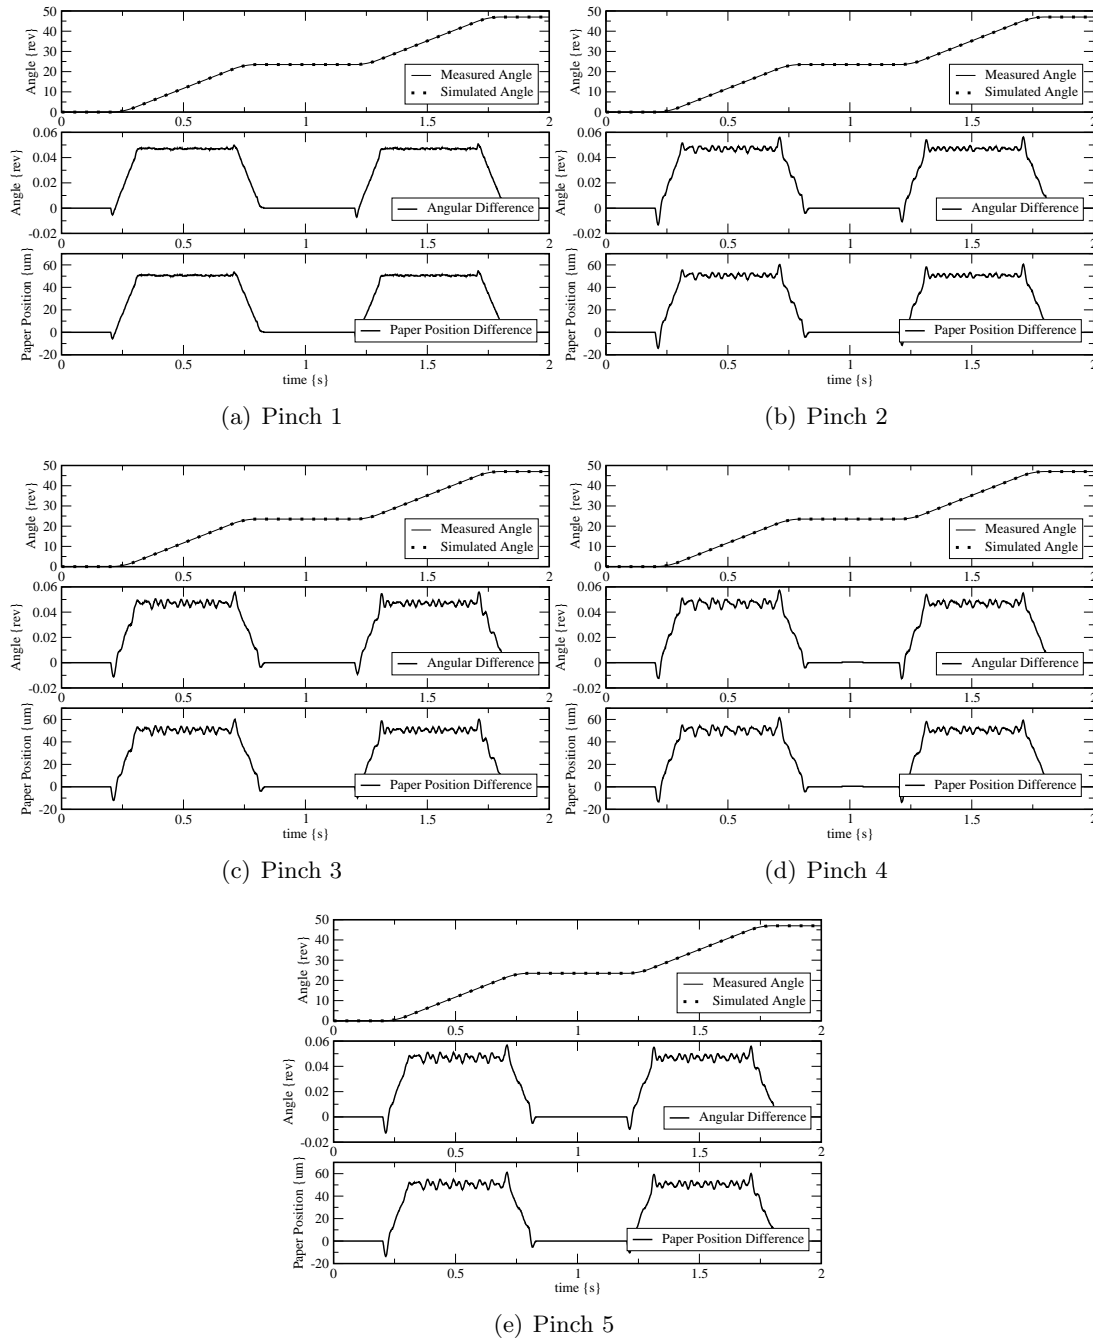 50
40
30
20
10
0
Angle {rev}
Measured Angle
Simulated Angle
0 0.5 1 1.5 2
0.06
0.04
0.02
0
-0.02
Angle {rev}
Angular Difference
0 0.5 1 1.5 2
60
40
20
0
-20
Paper Position {um}
Paper Position Difference
0 0.5 1 1.5 2
time {s}
(a) Pinch 1
50
40
30
20
10
0
Angle {rev}
Measured Angle
Simulated Angle
0 0.5 1 1.5 2
0.06
0.04
0.02
0
-0.02
Angle {rev}
Angular Difference
0 0.5 1 1.5 2
60
40
20
0
-20
Paper Position {um}
Paper Position Difference
0 0.5 1 1.5 2
time {s}
(b) Pinch 2
50
40
30
20
10
0
Angle {rev}
Measured Angle
Simulated Angle
0 0.5 1 1.5 2
0.06
0.04
0.02
0
-0.02
Angle {rev}
Angular Difference
0 0.5 1 1.5 2
60
40
20
0
-20
Paper Position {um}
Paper Position Difference
0 0.5 1 1.5 2
time {s}
(c) Pinch 3
50
40
30
20
10
0
Angle {rev}
Measured Angle
Simulated Angle
0 0.5 1 1.5 2
0.06
0.04
0.02
0
-0.02
Angle {rev}
Angular Difference
0 0.5 1 1.5 2
60
40
20
0
-20
Paper Position {um}
Paper Position Difference
0 0.5 1 1.5 2
time {s}
(d) Pinch 4
50
40
30
20
10
0
Angle {rev}
Measured Angle
Simulated Angle
0 0.5 1 1.5 2
0.06
0.04
0.02
0
-0.02
Angle {rev}
Angular Difference
0 0.5 1 1.5 2
60
40
20
0
-20
Paper Position {um}
Paper Position Difference
0 0.5 1 1.5 2
time {s}
(e) Pinch 5